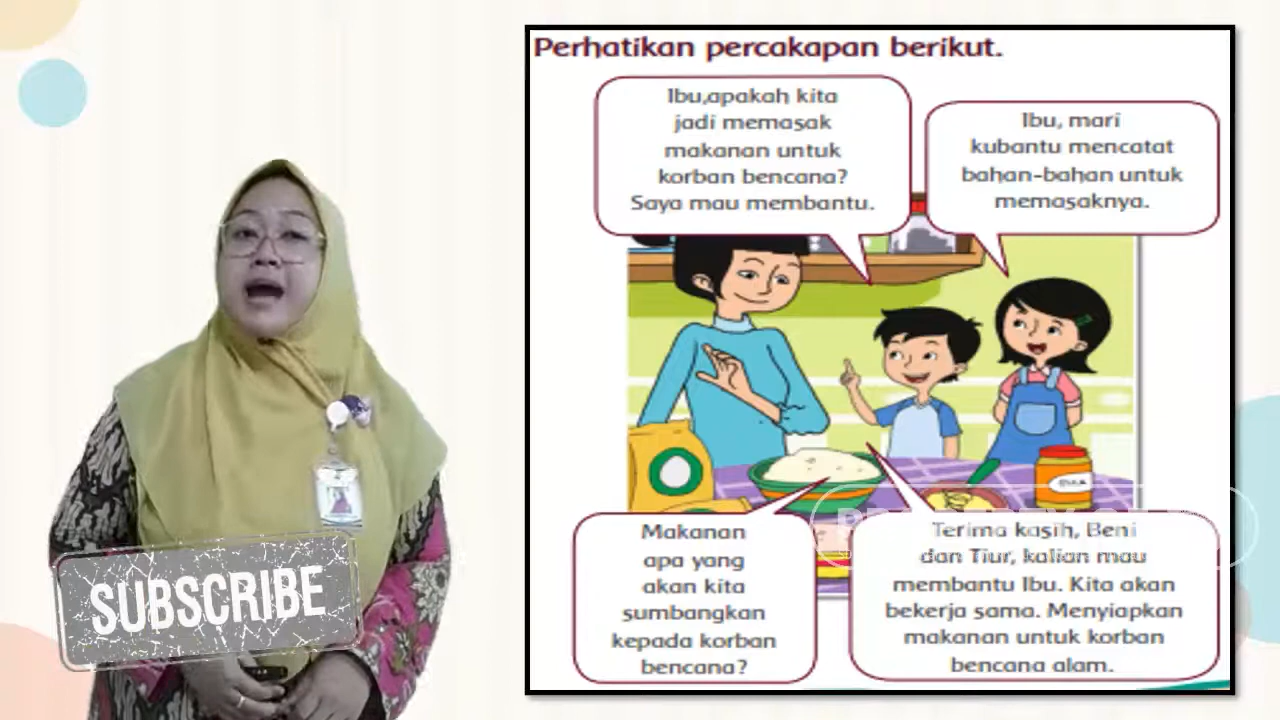 Perhatikan percakapan berikut.
Ibu,apakah kita
jadi memasak
makanan untuk
korban bencana?
Saya mau membantu.
Ibu, mari
kubantu mencatat
bahan-bahan untuk
memasaknya.
Makanan
apa yang
akan kita
sumbangkan
kepada korban
bencana?
Terima kasih, Beni
dan Tiur, kalian mau
membantu Ibu. Kita akan
bekerja sama. Menyiapkan
makanan untuk korban
bencana alam.
SUBSCRIBE